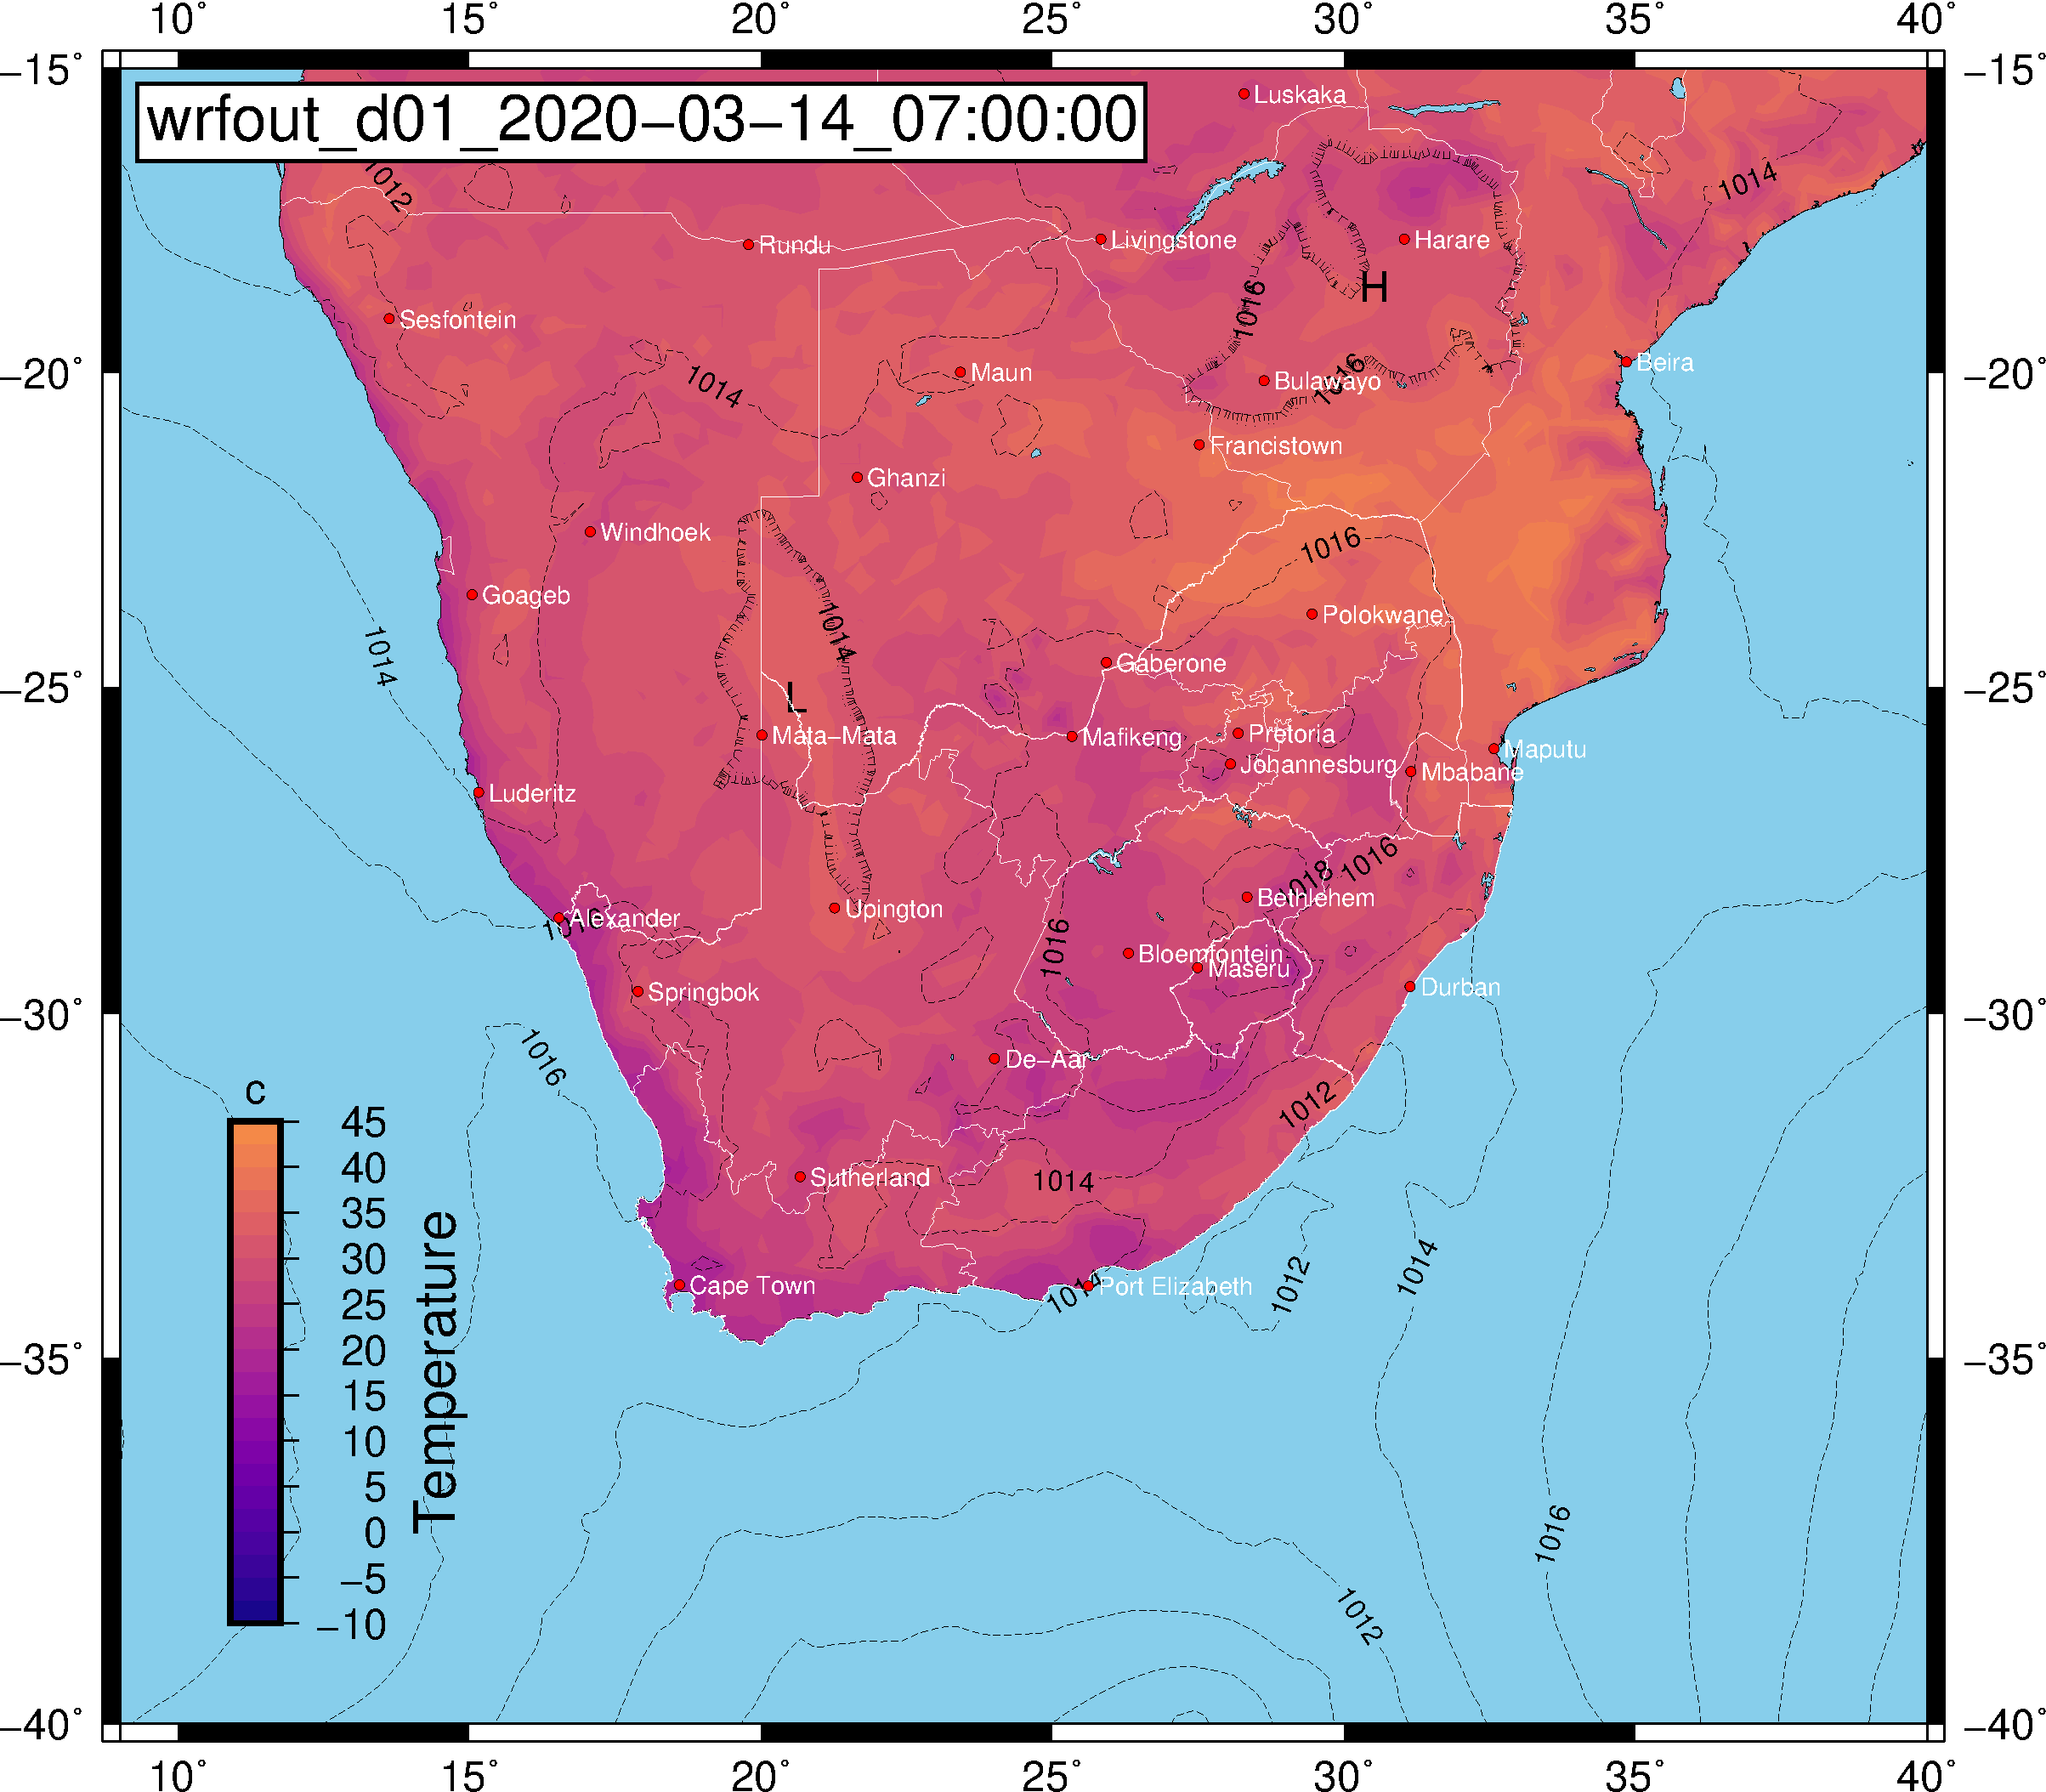 10° 15° 20° 25° 30° 35° 40°
−15° −15°
wrfout_d01_2020−03−14_07:00:00
Luskaka
1012
1014
Rundu
Livingstone
Harare
H
1016
Sesfontein
−20° −20°
Maun
1014
Bulawayo
1016
Beira
Francistown
Ghanzi
Windhoek
1016
Goageb
1014
1014
Polokwane
Gaberone
−25° −25°
L
Mata−Mata
Mafikeng
Pretoria
Johannesburg
Mbabane
Maputu
Luderitz
1016
1018
Bethlehem
Alexander
1016
Upington
1016
Bloemfontein
Maseru
Springbok
Durban
−30° −30°
1016
De−Aar
1012
Sutherland
1014
Cape Town
1014
Port Elizabeth
1012
1014
−35° −35°
c
45
40
35
30
25
20
15
10
5
0
−5
−10
Temperature
1016
1012
−40° −40°
10° 15° 20° 25° 30° 35° 40°